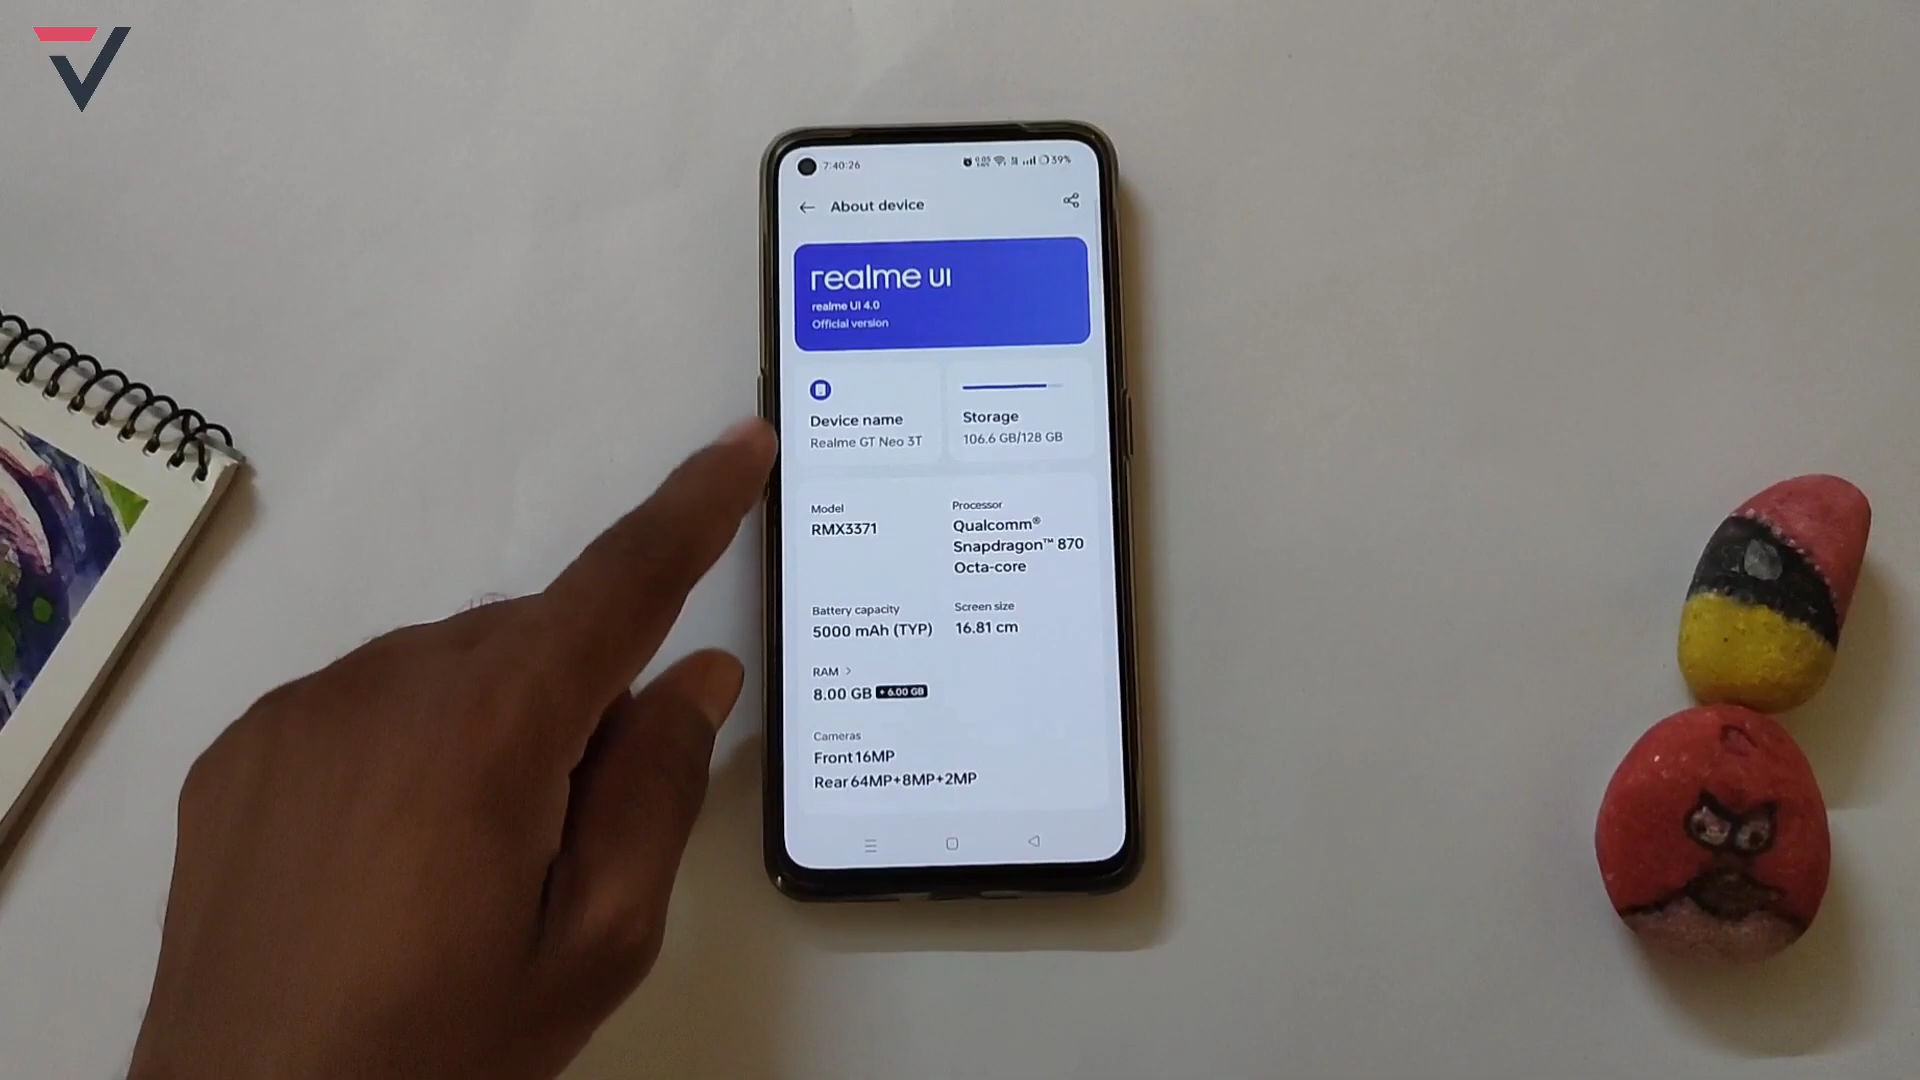 7:40:26
39%
About device
realme UI
realme UI 4.0
Official version
Device name
Realme GT Neo 3T
Storage
106.6 GB/128 GB
Model
RMX3371
Processor
Qualcomm®
Snapdragon™ 870
Octa-core
Battery capacity
5000 mAh (TYP)
Screen size
16.81 cm
RAM >
8.00 GB + 6.00 GB
Cameras
Front 16MP
Rear 64MP+8MP+2MP